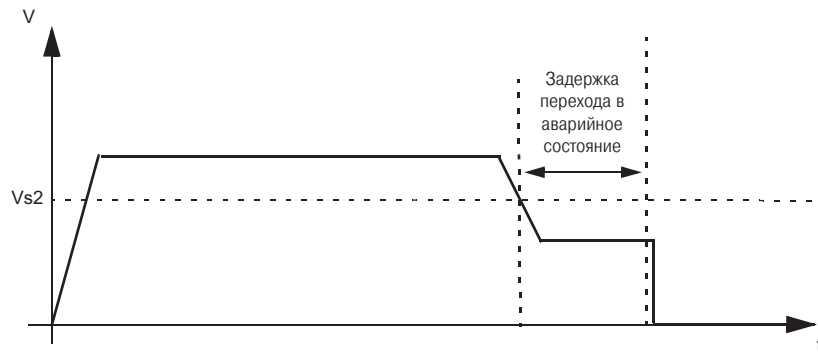 V
Задержка
перехода в
аварийное
состояние
Vs2
t